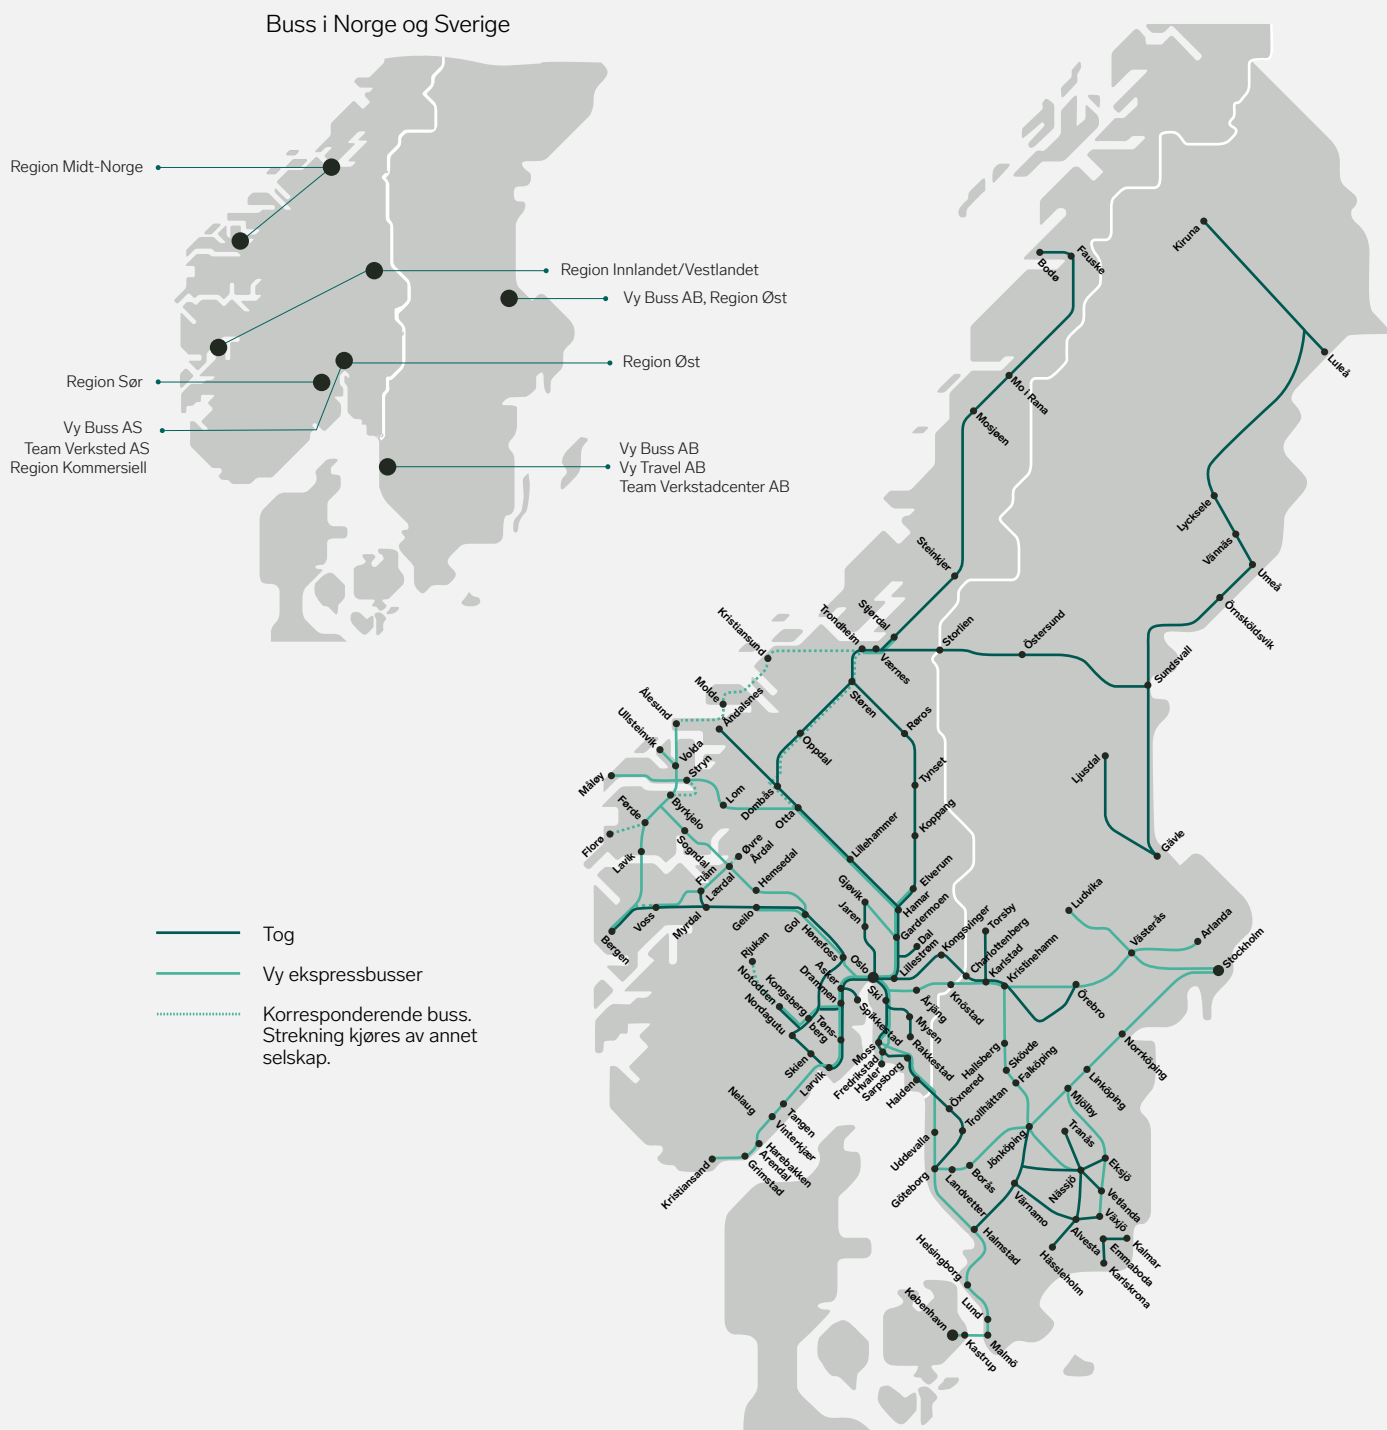 Buss i Norge og Sverige
Region Midt-Norge
Region Innlandet/Vestlandet
Vy Buss AB, Region Øst
Region Øst
Region Sør
Vy Buss AS
Team Verksted AS
Region Kommersiell
Vy Buss AB
Vy Travel AB
Team Verkstadcenter AB
Tog
Vy ekspressbusser
Korresponderende buss.
Strekning kjøres av annet
selskap.
Kiruna
Luleå
Bodø
Fauske
Mo i Rana
Mosjøen
Lycksele
Vännäs
Umeå
Örnsköldsvik
Steinkjer
Stjørdal
Trondheim
Værnes
Storlien
Östersund
Sundsvall
Kristiansund
Molde
Åndalsnes
Ålesund
Ullsteinvik
Volda
Stryn
Måløy
Støren
Røros
Oppdal
Tynset
Ljusdal
Gävle
Dombås
Otta
Lom
Koppang
Byrkjelo
Førde
Florø
Lavik
Sogndal
Øvre
Årdal
Lillehammer
Elverum
Hemsedal
Flåm
Lærdal
Gjøvik
Jaren
Hamar
Gardermoen
Dal
Kongsvinger
Torsby
Charlottenberg
Karlstad
Kristinehamn
Ludvika
Västerås
Arlanda
Stockholm
Bergen
Voss
Myrdal
Geilo
Gol
Hønefoss
Rjukan
Notodden
Nordagutu
Kongsberg
Asker
Drammen
Tøns-
berg
Oslo
Lillestrøm
Ski
Spikkestad
Mysen
Rakkestad
Årjäng
Knöstad
Örebro
Moss
Fredrikstad
Hvaler
Sarpsborg
Halden
Skien
Larvik
Hallsberg
Skövde
Falköping
Norrköping
Linköping
Mjölby
Nelaug
Tangen
Vinterkjær
Harebakken
Arendal
Grimstad
Kristiansand
Öxnered
Trollhättan
Uddevalla
Göteborg
Landvetter
Borås
Jönköping
Tranås
Eksjö
Nässjö
Vetlanda
Värnamo
Växjö
Alvesta
Hässleholm
Kalmar
Emmaboda
Karlskrona
Halmstad
Helsingborg
Lund
København
Kastrup
Malmö